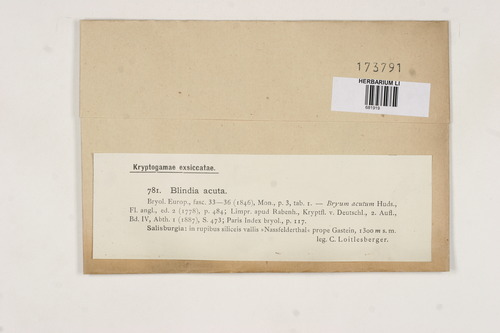 173791
HERBARIUM LI
Kryptogamae exsiccatae.
781. Blindia acuta.
Bryol. Europ., fasc. 33—36 (1846), Mon., p. 3, tab. 1. — Bryum acutum Huds.,
Fl. angl., ed. 2 (1778), p. 484; Limpr. apud Rabenh., Kryptfl. v. Deutschl., 2. Aufl.,
Bd. IV, Abth. 1 (1887), S. 473; Paris Index bryol., p. 117.
Salisburgia: in rupibus siliceis vallis »Nassfelderthal« prope Gastein, 1300 m s. m.
leg. C. Loitlesberger.